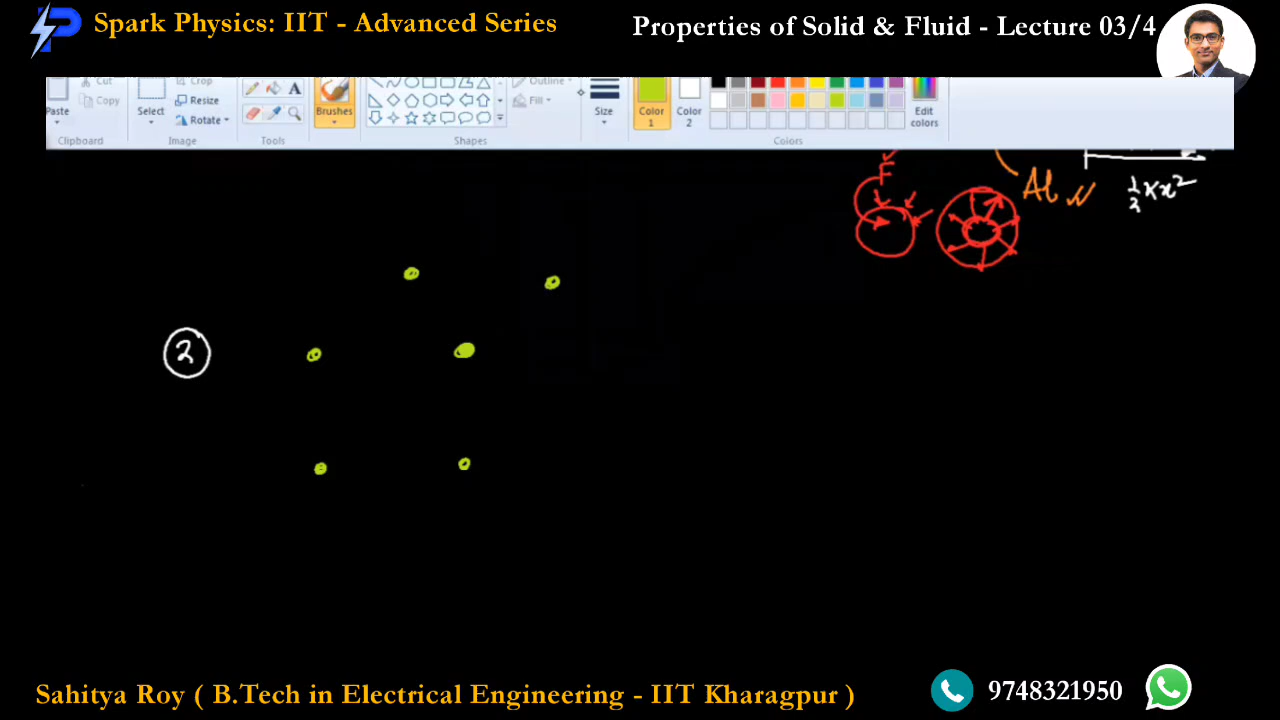 Spark Physics: IIT - Advanced Series
Properties of Solid & Fluid - Lecture 03/4
Cut
Copy
Paste
Clipboard
Select
Crop
Resize
Rotate
Image
A
Tools
Brushes
Shapes
Outline
Fill
Size
Color 1
Color 2
Edit colors
Colors
F
Al
½Kx²
2
Sahitya Roy ( B.Tech in Electrical Engineering - IIT Kharagpur )
9748321950